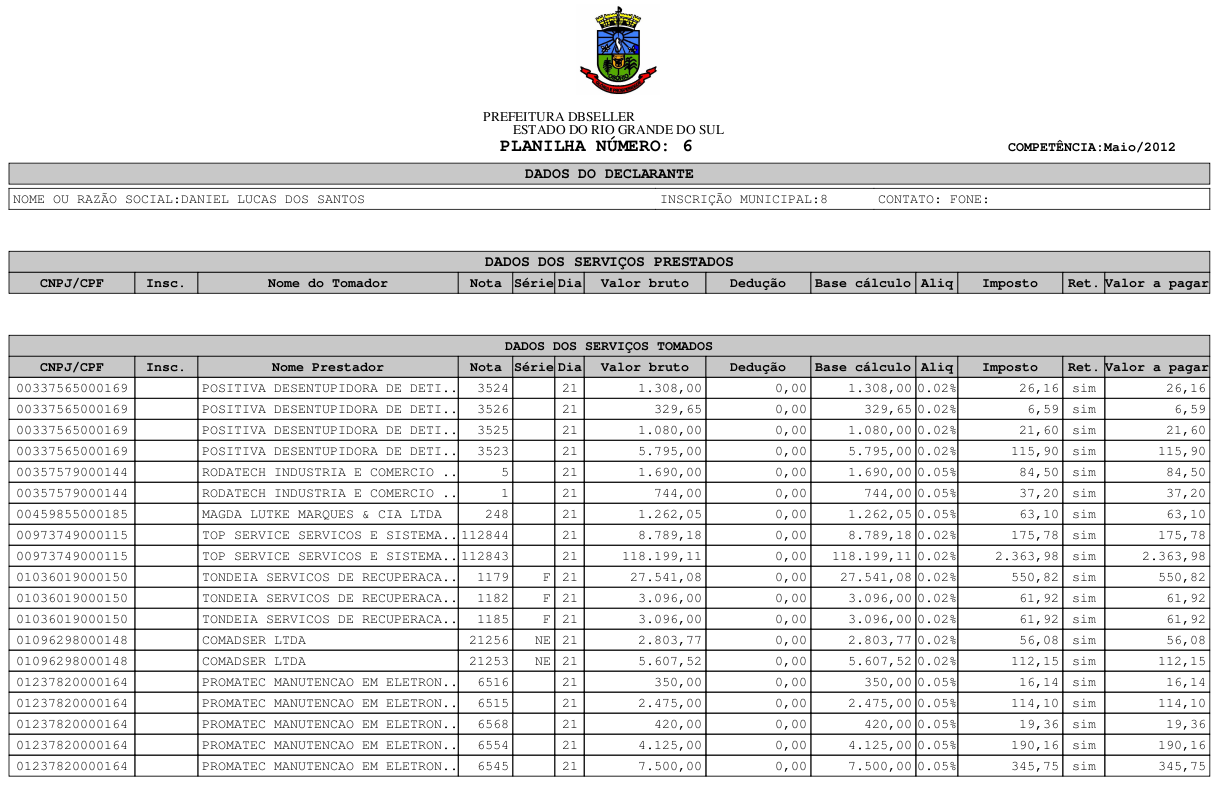 PREFEITURA DBSELLER
ESTADO DO RIO GRANDE DO SUL
PLANILHA NÚMERO: 6 COMPETÊNCIA:Maio/2012
DADOS DO DECLARANTE
NOME OU RAZÃO SOCIAL:DANIEL LUCAS DOS SANTOS INSCRIÇÃO MUNICIPAL:8 CONTATO: FONE:
DADOS DOS SERVIÇOS PRESTADOS
CNPJ/CPF Insc. Nome do Tomador Nota Série Dia Valor bruto Dedução Base cálculo Aliq Imposto Ret. Valor a pagar
DADOS DOS SERVIÇOS TOMADOS
CNPJ/CPF Insc. Nome Prestador Nota Série Dia Valor bruto Dedução Base cálculo Aliq Imposto Ret. Valor a pagar
00337565000169 POSITIVA DESENTUPIDORA DE DETI.. 3524 21 1.308,00 0,00 1.308,00 0.02% 26,16 sim 26,16
00337565000169 POSITIVA DESENTUPIDORA DE DETI.. 3526 21 329,65 0,00 329,65 0.02% 6,59 sim 6,59
00337565000169 POSITIVA DESENTUPIDORA DE DETI.. 3525 21 1.080,00 0,00 1.080,00 0.02% 21,60 sim 21,60
00337565000169 POSITIVA DESENTUPIDORA DE DETI.. 3523 21 5.795,00 0,00 5.795,00 0.02% 115,90 sim 115,90
00357579000144 RODATECH INDUSTRIA E COMERCIO .. 5 21 1.690,00 0,00 1.690,00 0.05% 84,50 sim 84,50
00357579000144 RODATECH INDUSTRIA E COMERCIO .. 1 21 744,00 0,00 744,00 0.05% 37,20 sim 37,20
00459855000185 MAGDA LUTKE MARQUES & CIA LTDA 248 21 1.262,05 0,00 1.262,05 0.05% 63,10 sim 63,10
00973749000115 TOP SERVICE SERVICOS E SISTEMA.. 112844 21 8.789,18 0,00 8.789,18 0.02% 175,78 sim 175,78
00973749000115 TOP SERVICE SERVICOS E SISTEMA.. 112843 21 118.199,11 0,00 118.199,11 0.02% 2.363,98 sim 2.363,98
01036019000150 TONDEIA SERVICOS DE RECUPERACA.. 1179 F 21 27.541,08 0,00 27.541,08 0.02% 550,82 sim 550,82
01036019000150 TONDEIA SERVICOS DE RECUPERACA.. 1182 F 21 3.096,00 0,00 3.096,00 0.02% 61,92 sim 61,92
01036019000150 TONDEIA SERVICOS DE RECUPERACA.. 1185 F 21 3.096,00 0,00 3.096,00 0.02% 61,92 sim 61,92
01096298000148 COMADSER LTDA 21256 NE 21 2.803,77 0,00 2.803,77 0.02% 56,08 sim 56,08
01096298000148 COMADSER LTDA 21253 NE 21 5.607,52 0,00 5.607,52 0.02% 112,15 sim 112,15
01237820000164 PROMATEC MANUTENCAO EM ELETRON.. 6516 21 350,00 0,00 350,00 0.05% 16,14 sim 16,14
01237820000164 PROMATEC MANUTENCAO EM ELETRON.. 6515 21 2.475,00 0,00 2.475,00 0.05% 114,10 sim 114,10
01237820000164 PROMATEC MANUTENCAO EM ELETRON.. 6568 21 420,00 0,00 420,00 0.05% 19,36 sim 19,36
01237820000164 PROMATEC MANUTENCAO EM ELETRON.. 6554 21 4.125,00 0,00 4.125,00 0.05% 190,16 sim 190,16
01237820000164 PROMATEC MANUTENCAO EM ELETRON.. 6545 21 7.500,00 0,00 7.500,00 0.05% 345,75 sim 345,75